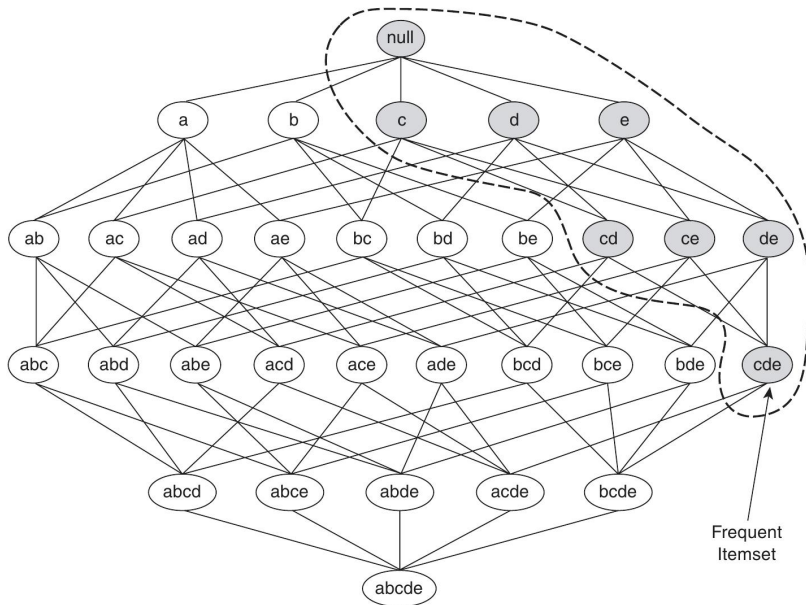 null
a b c d e
ab ac ad ae bc bd be cd ce de
abc abd abe acd ace ade bcd bce bde cde
abcd abce abde acde bcde
Frequent
Itemset
abcde